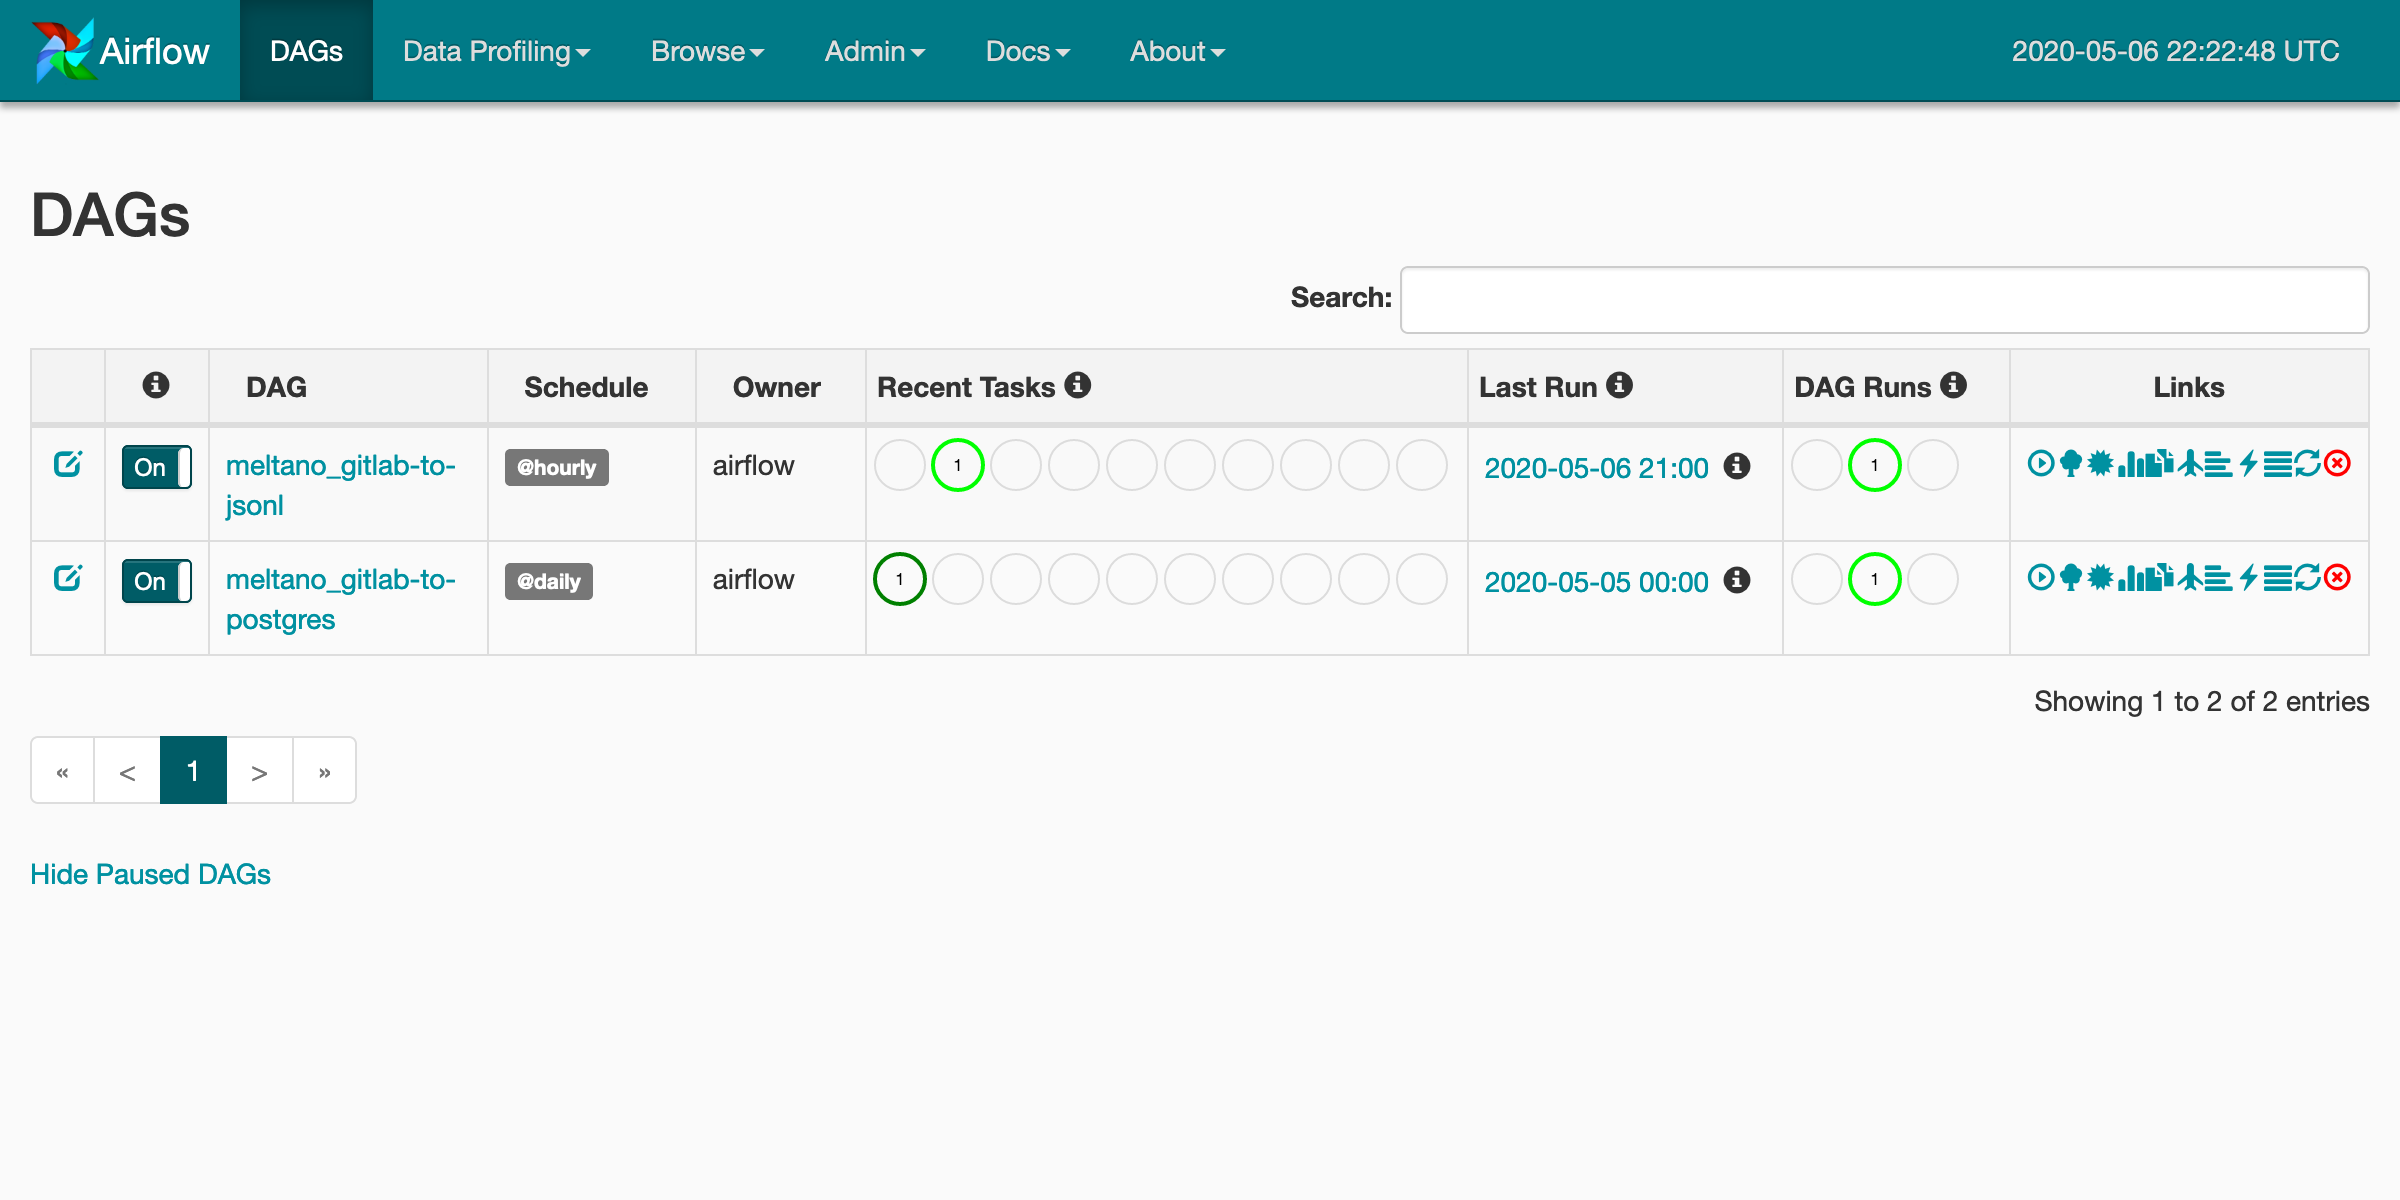 Airflow DAGs Data Profiling Browse Admin Docs About 2020-05-06 22:22:48 UTC
DAGs
Search:
DAG Schedule Owner Recent Tasks Last Run DAG Runs Links
On meltano_gitlab-to- @hourly airflow 1 2020-05-06 21:00 1
jsonl
On meltano_gitlab-to- @daily airflow 1 2020-05-05 00:00 1
postgres
Showing 1 to 2 of 2 entries
« < 1 > »
Hide Paused DAGs